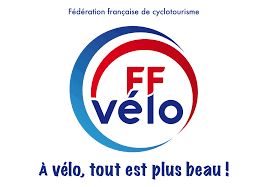 Fédération française de cyclotourisme
FF
vélo
À vélo, tout est plus beau !